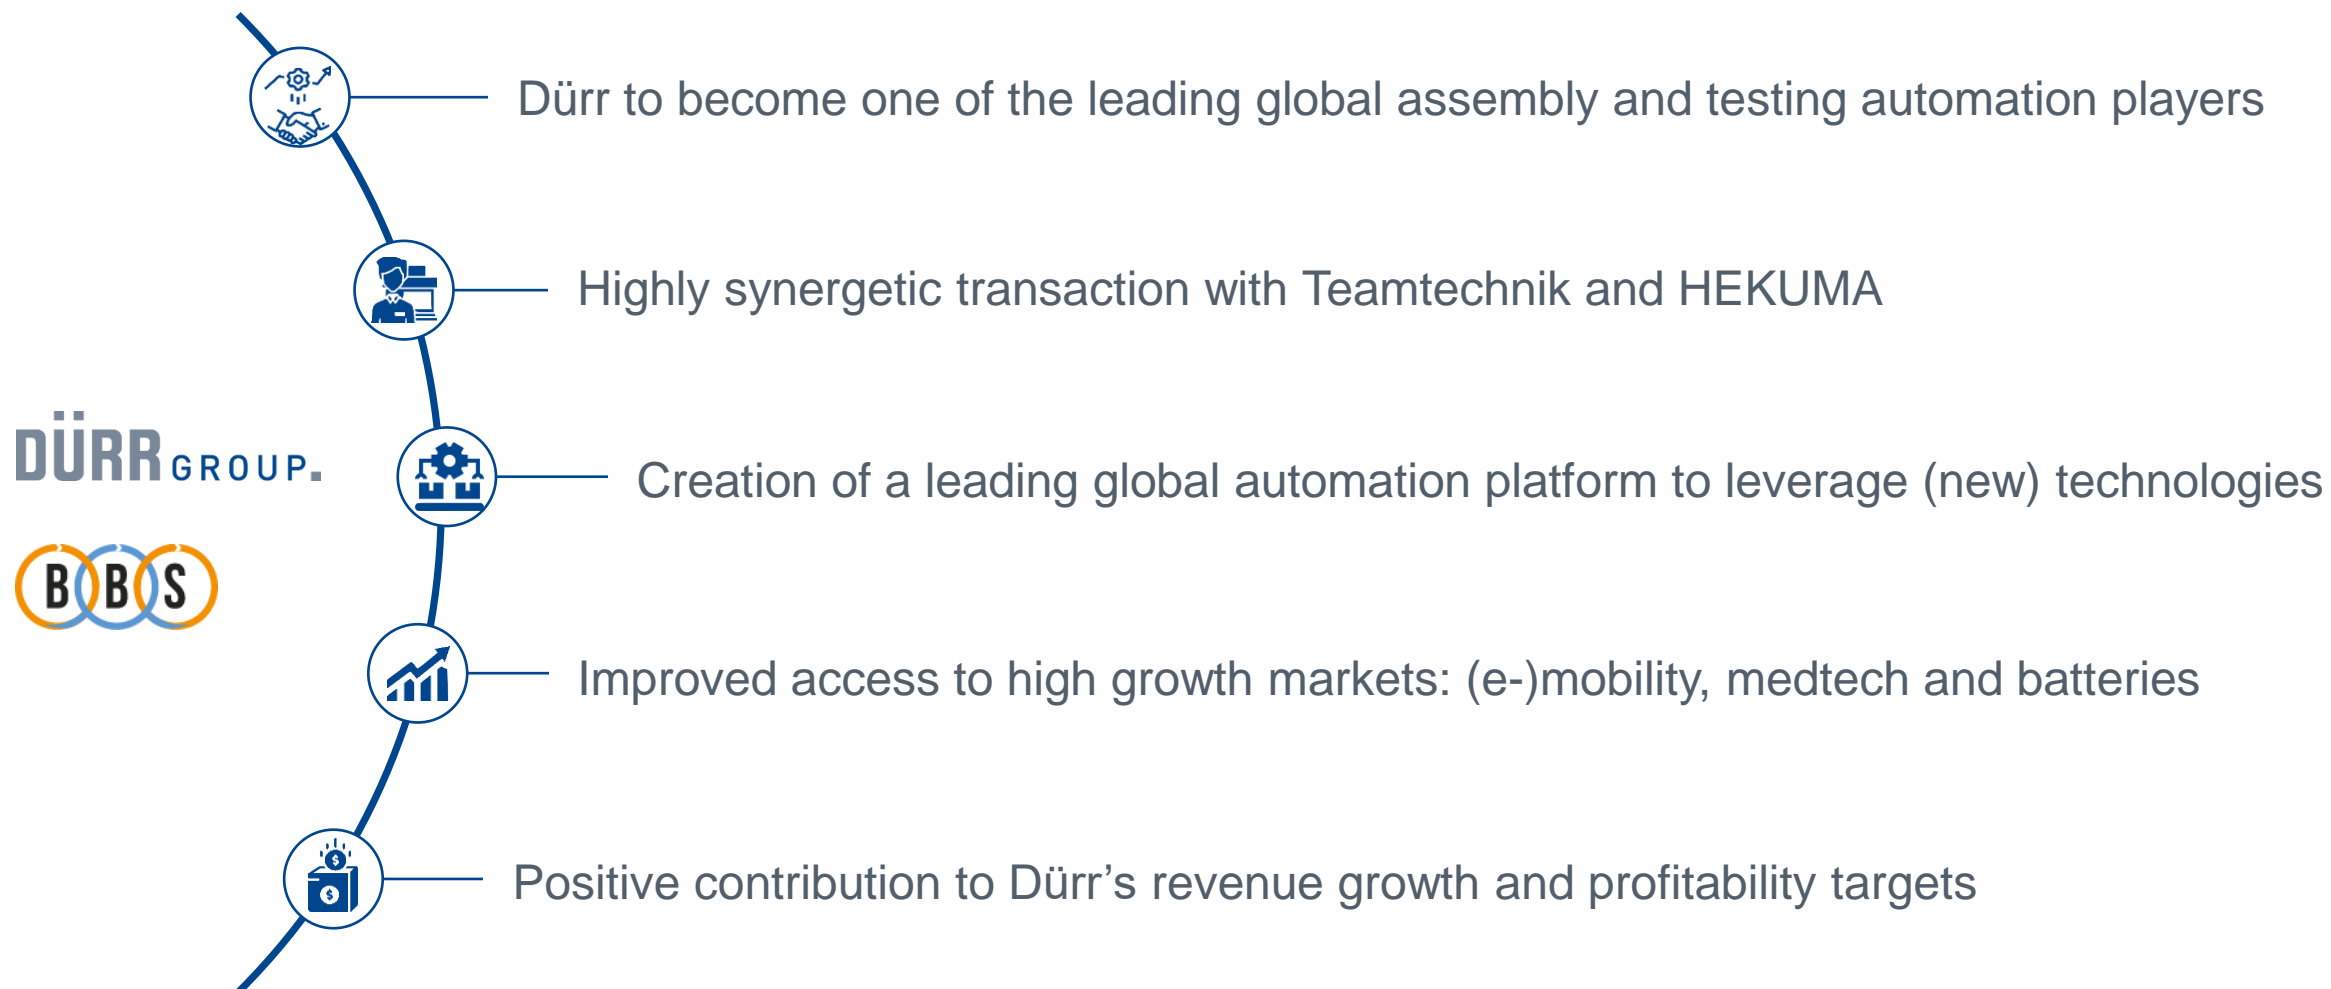 Dürr to become one of the leading global assembly and testing automation players
Highly synergetic transaction with Teamtechnik and HEKUMA
DÜRR GROUP.
Creation of a leading global automation platform to leverage (new) technologies
BBS
Improved access to high growth markets: (e-)mobility, medtech and batteries
$
$
Positive contribution to Dürr’s revenue growth and profitability targets